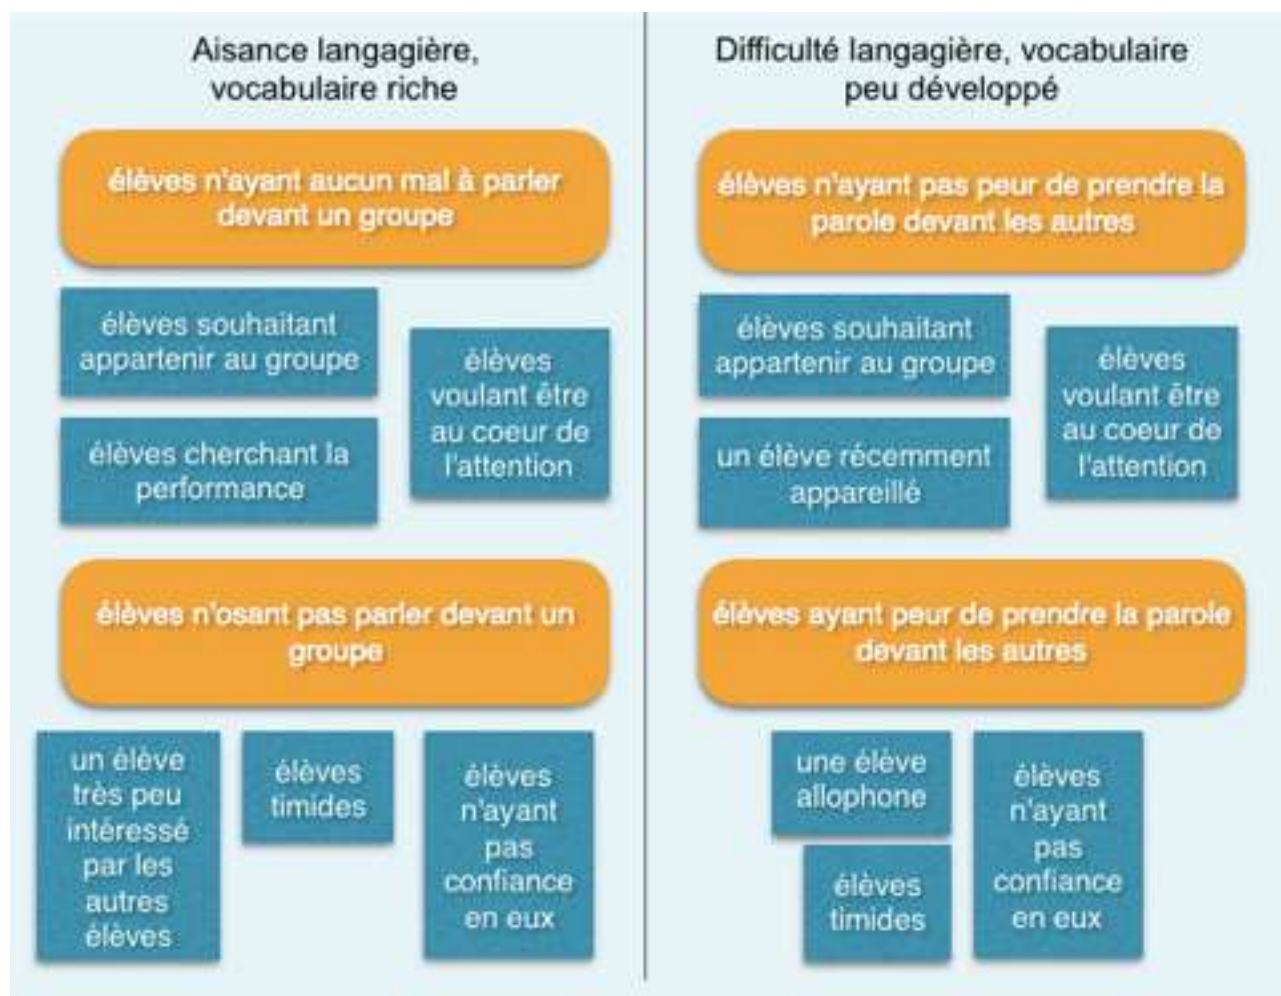 Aisance langagière,
vocabulaire riche
élèves n'ayant aucun mal à parler
devant un groupe
élèves souhaitant
appartenir au groupe
élèves cherchant la
performance
élèves
voulant être
au coeur de
l'attention
élèves n'osant pas parler devant un
groupe
un élève
très peu
intéressé
par les
autres
élèves
élèves
timides
élèves
n'ayant
pas
confiance
en eux
Difficulté langagière, vocabulaire
peu développé
élèves n'ayant pas peur de prendre la
parole devant les autres
élèves souhaitant
appartenir au groupe
un élève récemment
appareillé
élèves
voulant être
au coeur de
l'attention
élèves ayant peur de prendre la parole
devant les autres
une élève
allophone
élèves
timides
élèves
n'ayant
pas
confiance
en eux